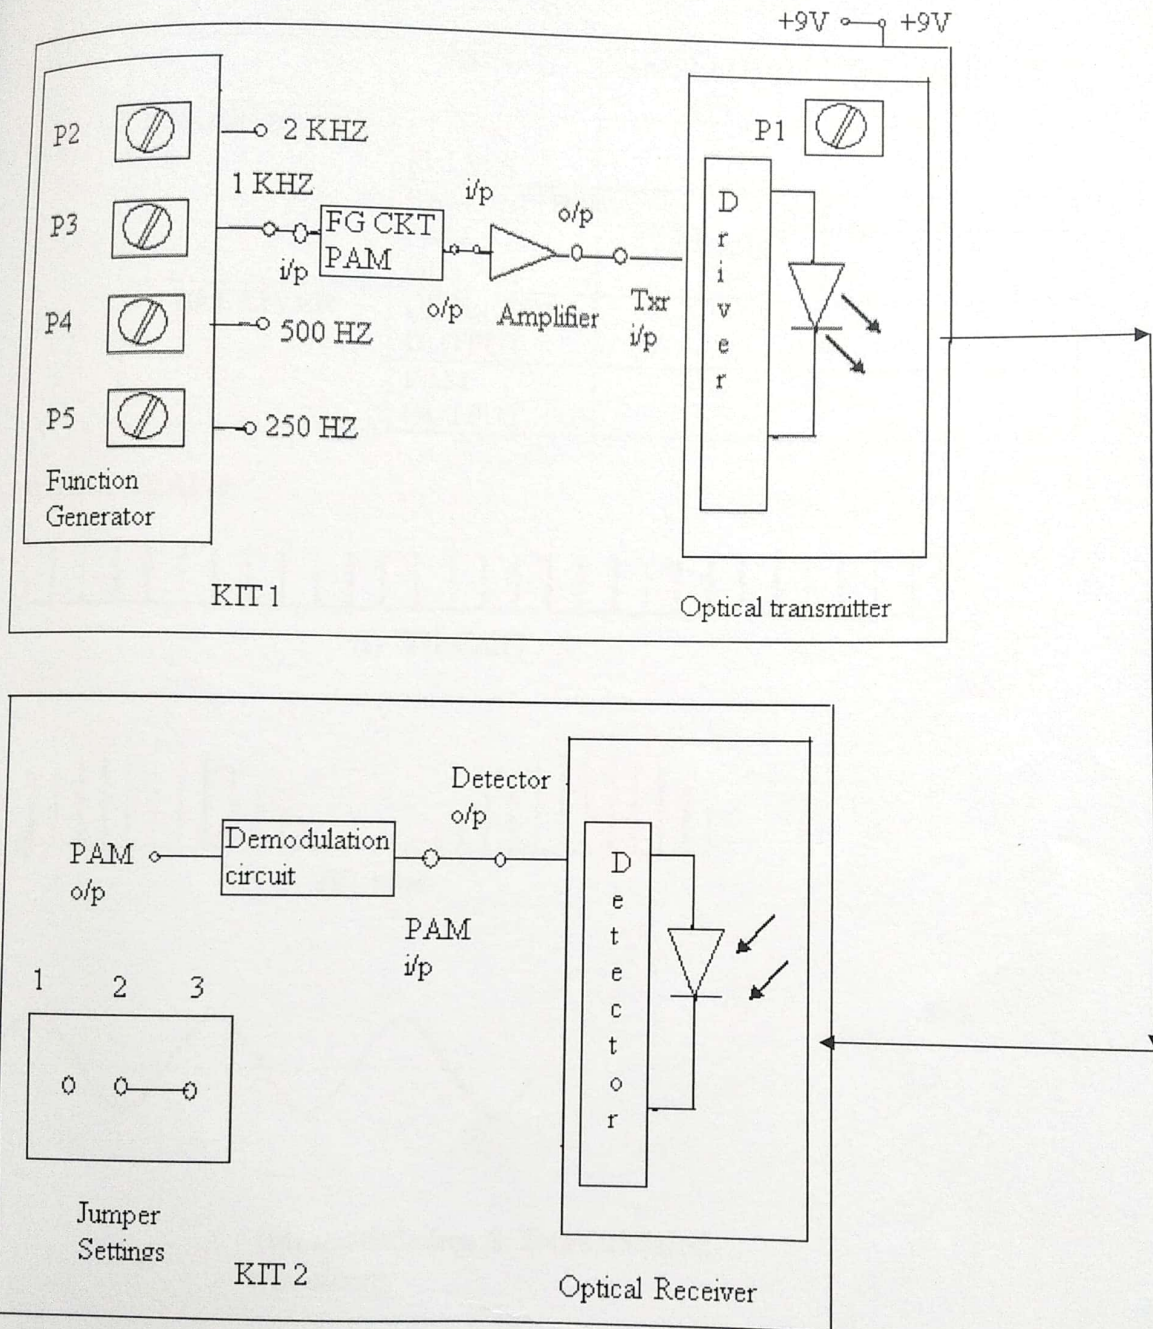 +9V +9V
P2
2 KHZ
P1
1 KHZ
i/p
o/p
P3
FG CKT
PAM
i/p
o/p
Amplifier
Txr
i/p
Driver
P4
500 HZ
P5
250 HZ
Function
Generator
KIT 1
Optical transmitter
Detector
o/p
PAM
o/p
Demodulation
circuit
PAM
i/p
Detector
1 2 3
Jumper
Settings
KIT 2
Optical Receiver